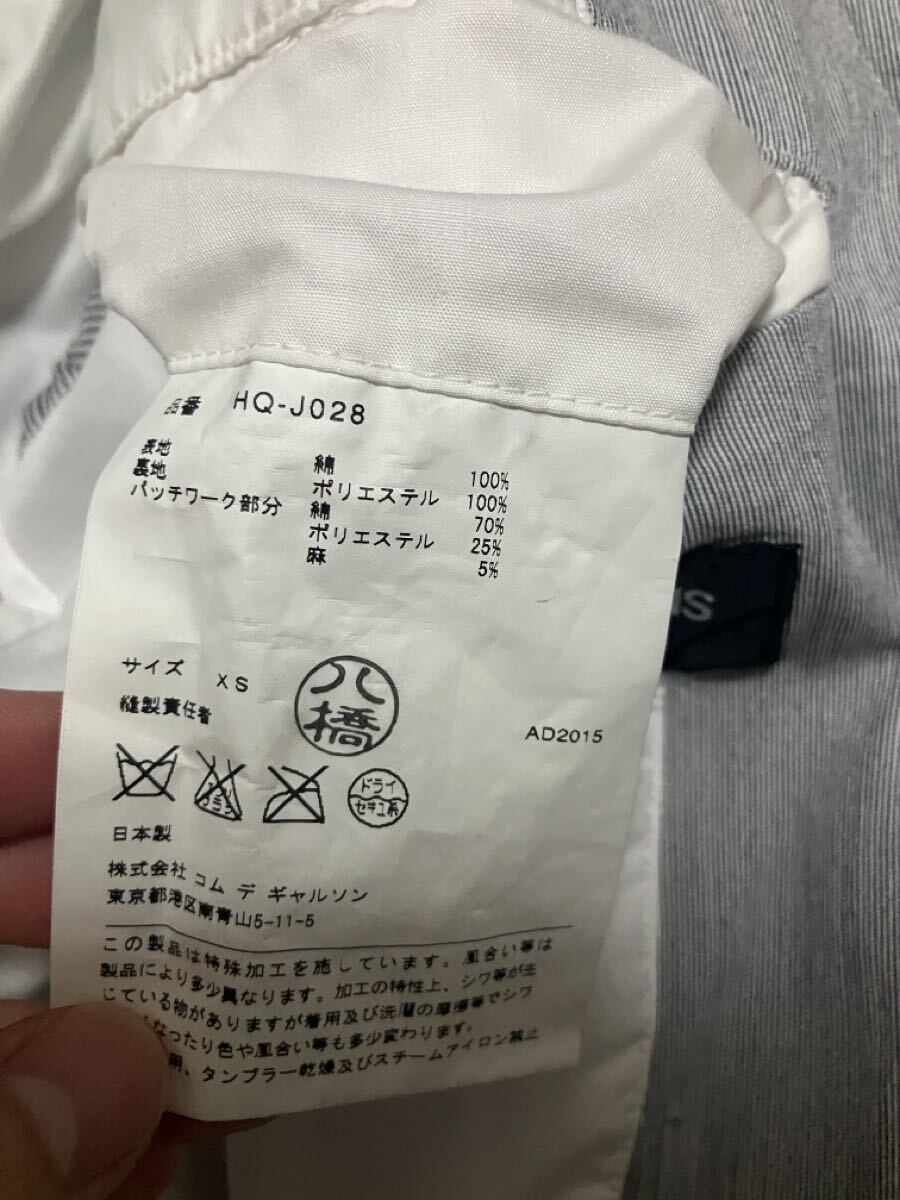 品番 HQ-J028
表地 綿 100%
裏地 ポリエステル 100%
パッチワーク部分 綿 70%
ポリエステル 25%
麻 5%
サイズ XS
縫製責任者 八橋
AD2015
ドライ
セキユ系
日本製
株式会社 コム デ ギャルソン
東京都港区南青山5-11-5
この製品は特殊加工を施しています。風合い等は
製品により多少異なります。加工の特性上、シワ等が生
じている物がありますが着用及び洗濯の摩擦等でシワ
くなったり色や風合い等も多少変わります。
用、タンブラー乾燥及びスチームアイロン禁止